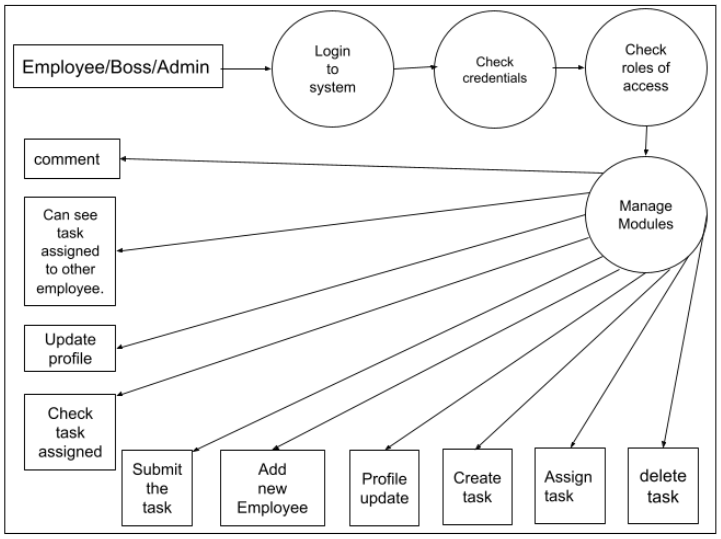 Employee/Boss/Admin
Login
to
system
Check
credentials
Check
roles of
access
comment
Manage
Modules
Can see
task
assigned
to other
employee.
Update
profile
Check
task
assigned
Submit
the
task
Add
new
Employee
Profile
update
Create
task
Assign
task
delete
task